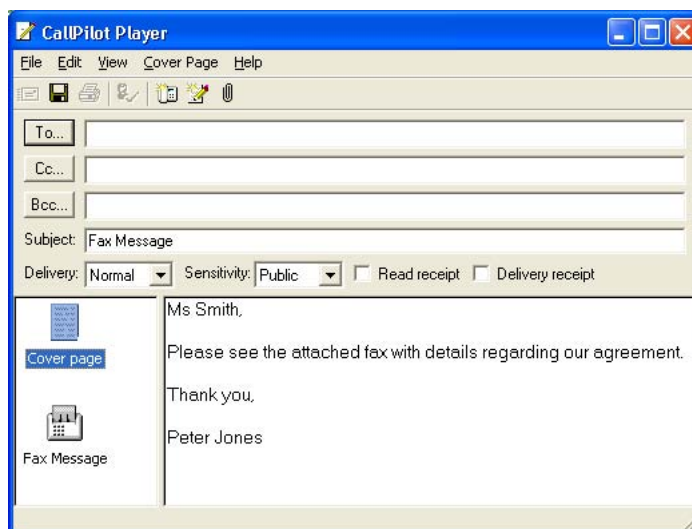 CallPilot Player
File Edit View Cover Page Help
To...
Cc...
Bcc...
Subject: Fax Message
Delivery: Normal Sensitivity: Public Read receipt Delivery receipt
Cover page
Fax Message
Ms Smith,
Please see the attached fax with details regarding our agreement.
Thank you,
Peter Jones